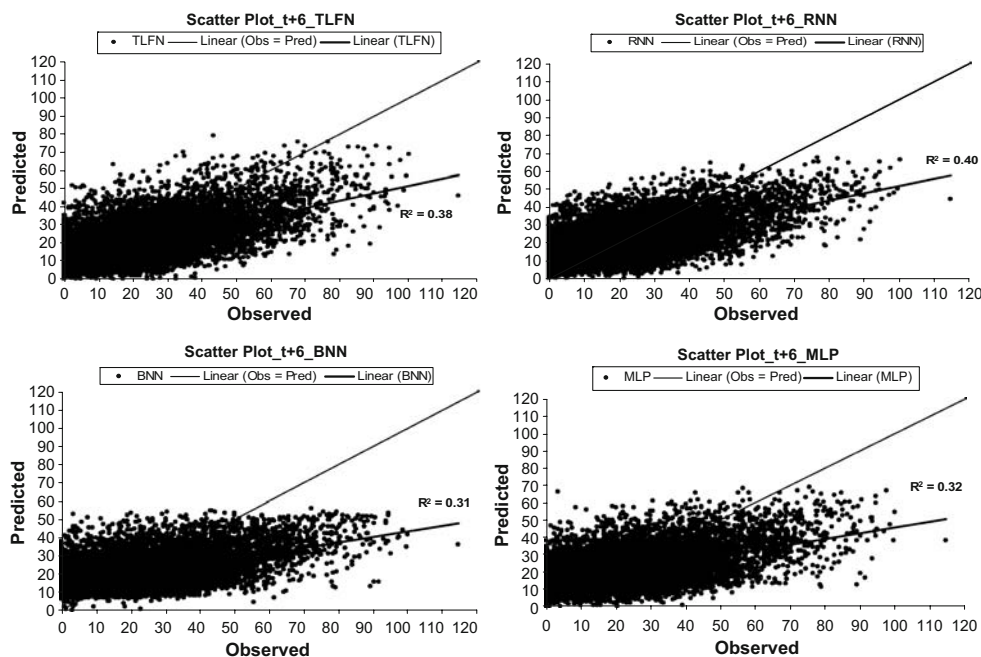 Scatter Plot_t+6_TLFN
TLFN Linear (Obs = Pred) Linear (TLFN)
120
110
100
90
80
70
60
50
40
30
20
10
0
Predicted
R² = 0.38
0 10 20 30 40 50 60 70 80 90 100 110 120
Observed
Scatter Plot_t+6_RNN
RNN Linear (Obs = Pred) Linear (RNN)
120
110
100
90
80
70
60
50
40
30
20
10
0
Predicted
R² = 0.40
0 10 20 30 40 50 60 70 80 90 100 110 120
Observed
Scatter Plot_t+6_BNN
BNN Linear (Obs = Pred) Linear (BNN)
120
110
100
90
80
70
60
50
40
30
20
10
0
Predicted
R² = 0.31
0 10 20 30 40 50 60 70 80 90 100 110 120
Observed
Scatter Plot_t+6_MLP
MLP Linear (Obs = Pred) Linear (MLP)
120
110
100
90
80
70
60
50
40
30
20
10
0
Predicted
R² = 0.32
0 10 20 30 40 50 60 70 80 90 100 110 120
Observed